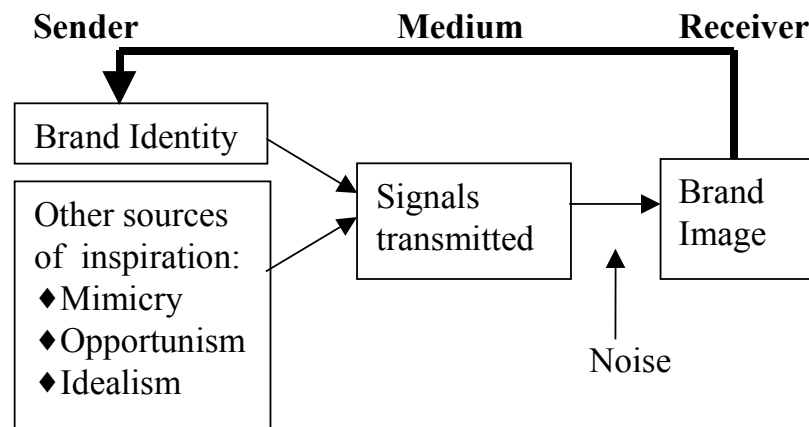 Sender Medium Receiver
Brand Identity
Other sources
of inspiration:
♦Mimicry
♦Opportunism
♦Idealism
Signals
transmitted
Brand
Image
Noise